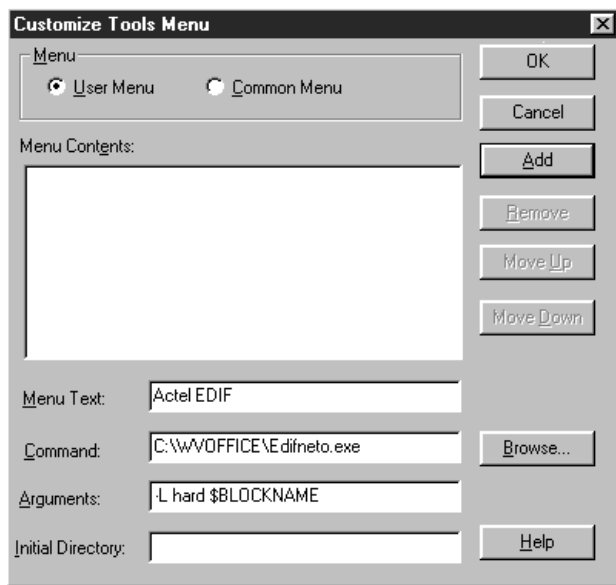 Customize Tools Menu
Menu
User Menu
Common Menu
OK
Cancel
Menu Contents:
Add
Remove
Move Up
Move Down
Menu Text:
Actel EDIF
Command:
C:\WVOFFICE\Edifneto.exe
Browse...
Arguments:
-L hard $BLOCKNAME
Initial Directory:
Help